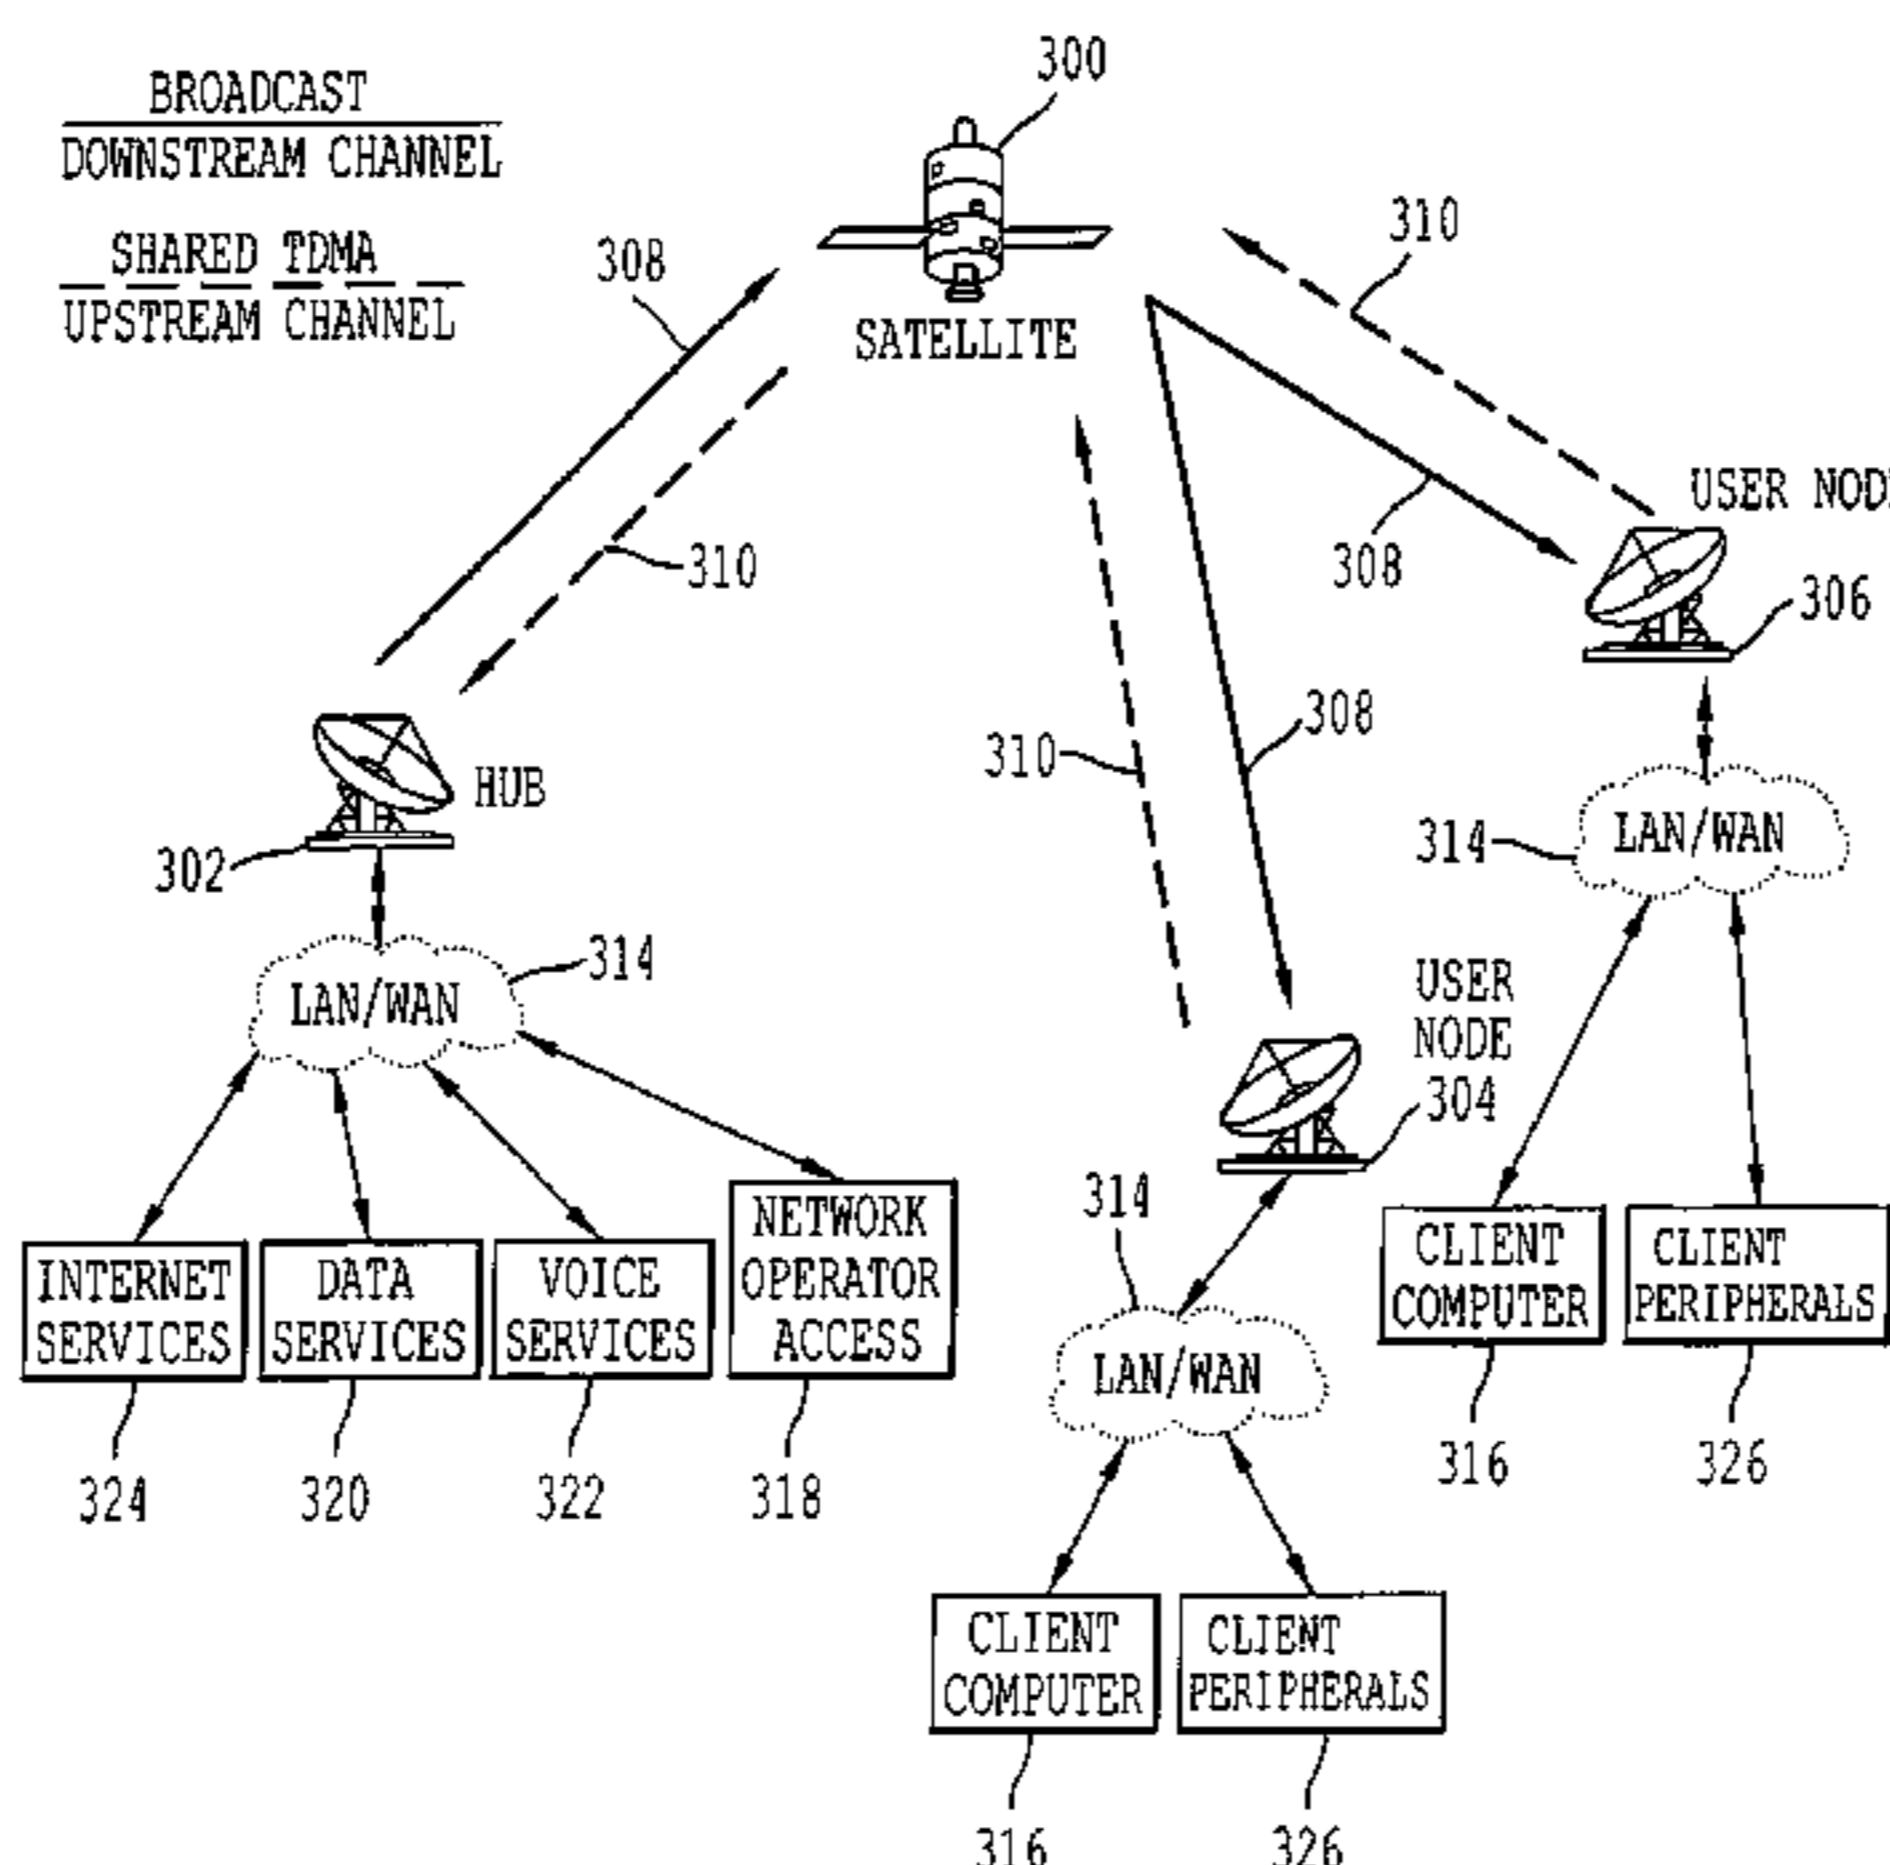 300
BROADCAST
DOWNSTREAM CHANNEL
SHARED TDMA
UPSTREAM CHANNEL
308
310
SATELLITE
310
308
USER NOD
306
HUB
302
310
308
314
LAN/WAN
314
LAN/WAN
USER
NODE
304
INTERNET
SERVICES
DATA
SERVICES
VOICE
SERVICES
NETWORK
OPERATOR
ACCESS
314
LAN/WAN
CLIENT
COMPUTER
CLIENT
PERIPHERALS
324
320
322
318
316
326
CLIENT
COMPUTER
CLIENT
PERIPHERALS
316
326